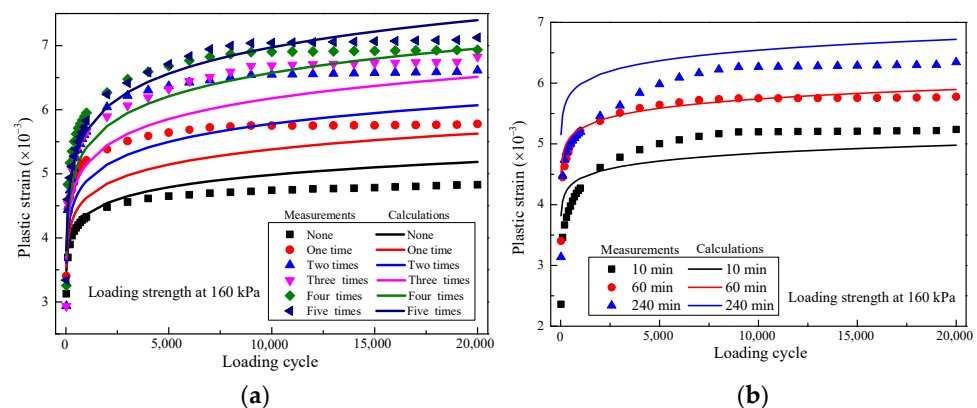 Plastic strain (×10⁻³)
7
6
5
4
3
Measurements Calculations
None None
One time One time
Two times Two times
Three times Three times
Four times Four times
Five times Five times
Loading strength at 160 kPa
0 5,000 10,000 15,000 20,000
Loading cycle
(a)
Plastic strain (×10⁻³)
7
6
5
4
3
2
Measurements Calculations
10 min 10 min
60 min 60 min
240 min 240 min
Loading strength at 160 kPa
0 5,000 10,000 15,000 20,000
Loading cycle
(b)